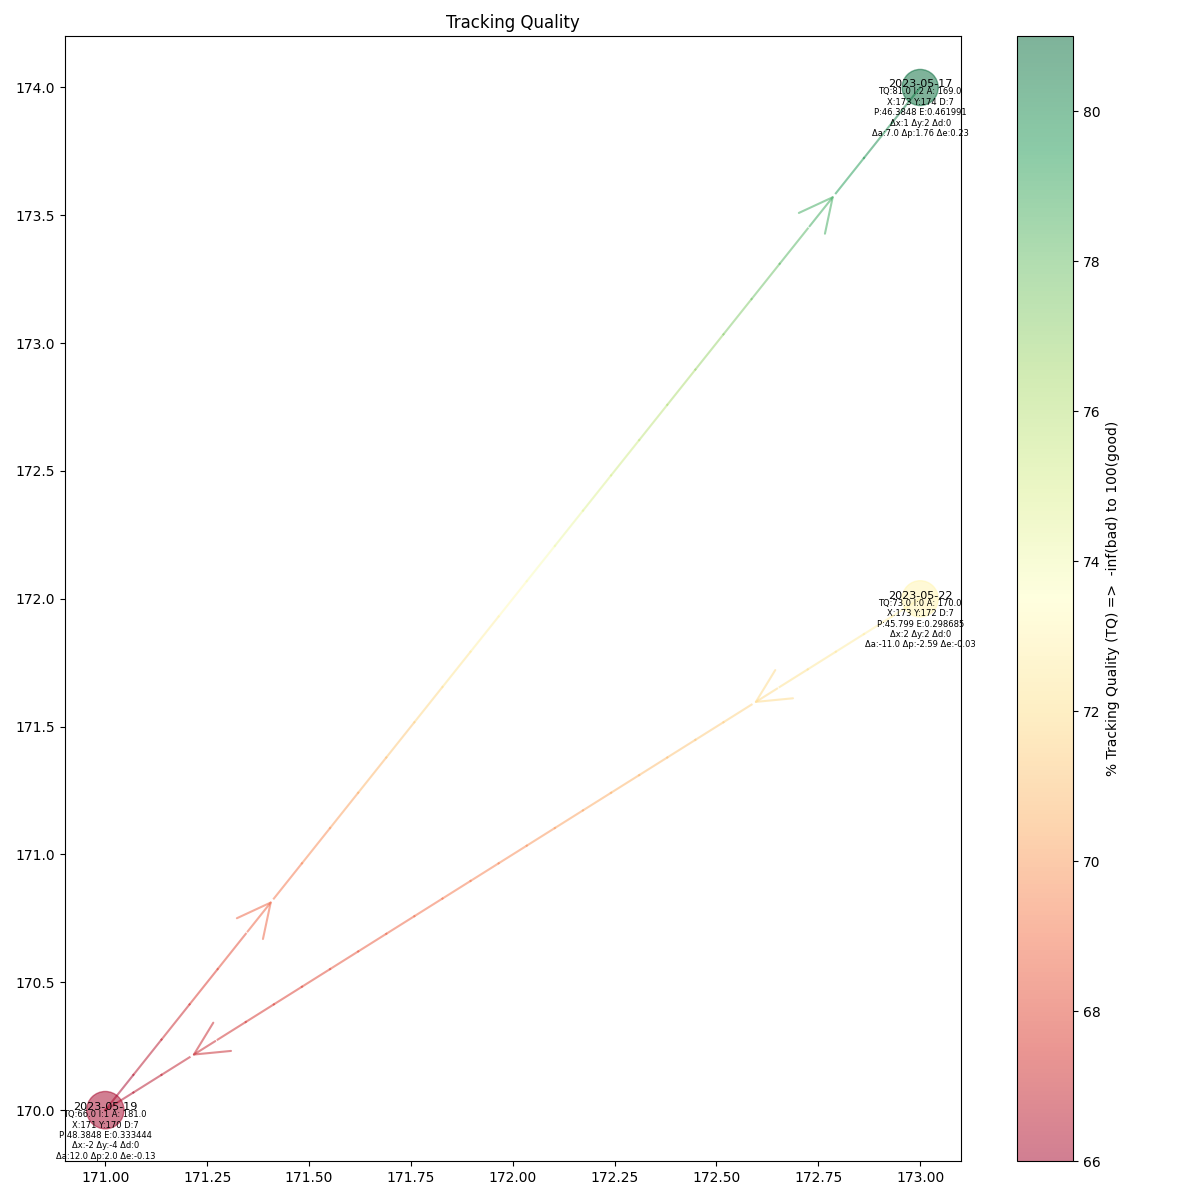 Tracking Quality
174.0
173.5
173.0
172.5
172.0
171.5
171.0
170.5
170.0
2023-05-17
TQ:81.0 I:2 A: 169.0
X:173 Y:174 D:7
P:46.3848 E:0.461991
Δx:1 Δy:2 Δd:0
Δa:7.0 Δp:1.76 Δe:0.23
2023-05-22
TQ:73.0 I:0 A: 170.0
X:173 Y:172 D:7
P:45.799 E:0.298685
Δx:2 Δy:2 Δd:0
Δa:-11.0 Δp:-2.59 Δe:-0.03
2023-05-19
TQ:66.0 I:1 A: 181.0
X:171 Y:170 D:7
P:48.3848 E:0.333444
Δx:-2 Δy:-4 Δd:0
Δa:12.0 Δp:2.0 Δe:-0.13
171.00 171.25 171.50 171.75 172.00 172.25 172.50 172.75 173.00
80
78
76
74
72
70
68
66
% Tracking Quality (TQ) => -inf(bad) to 100(good)